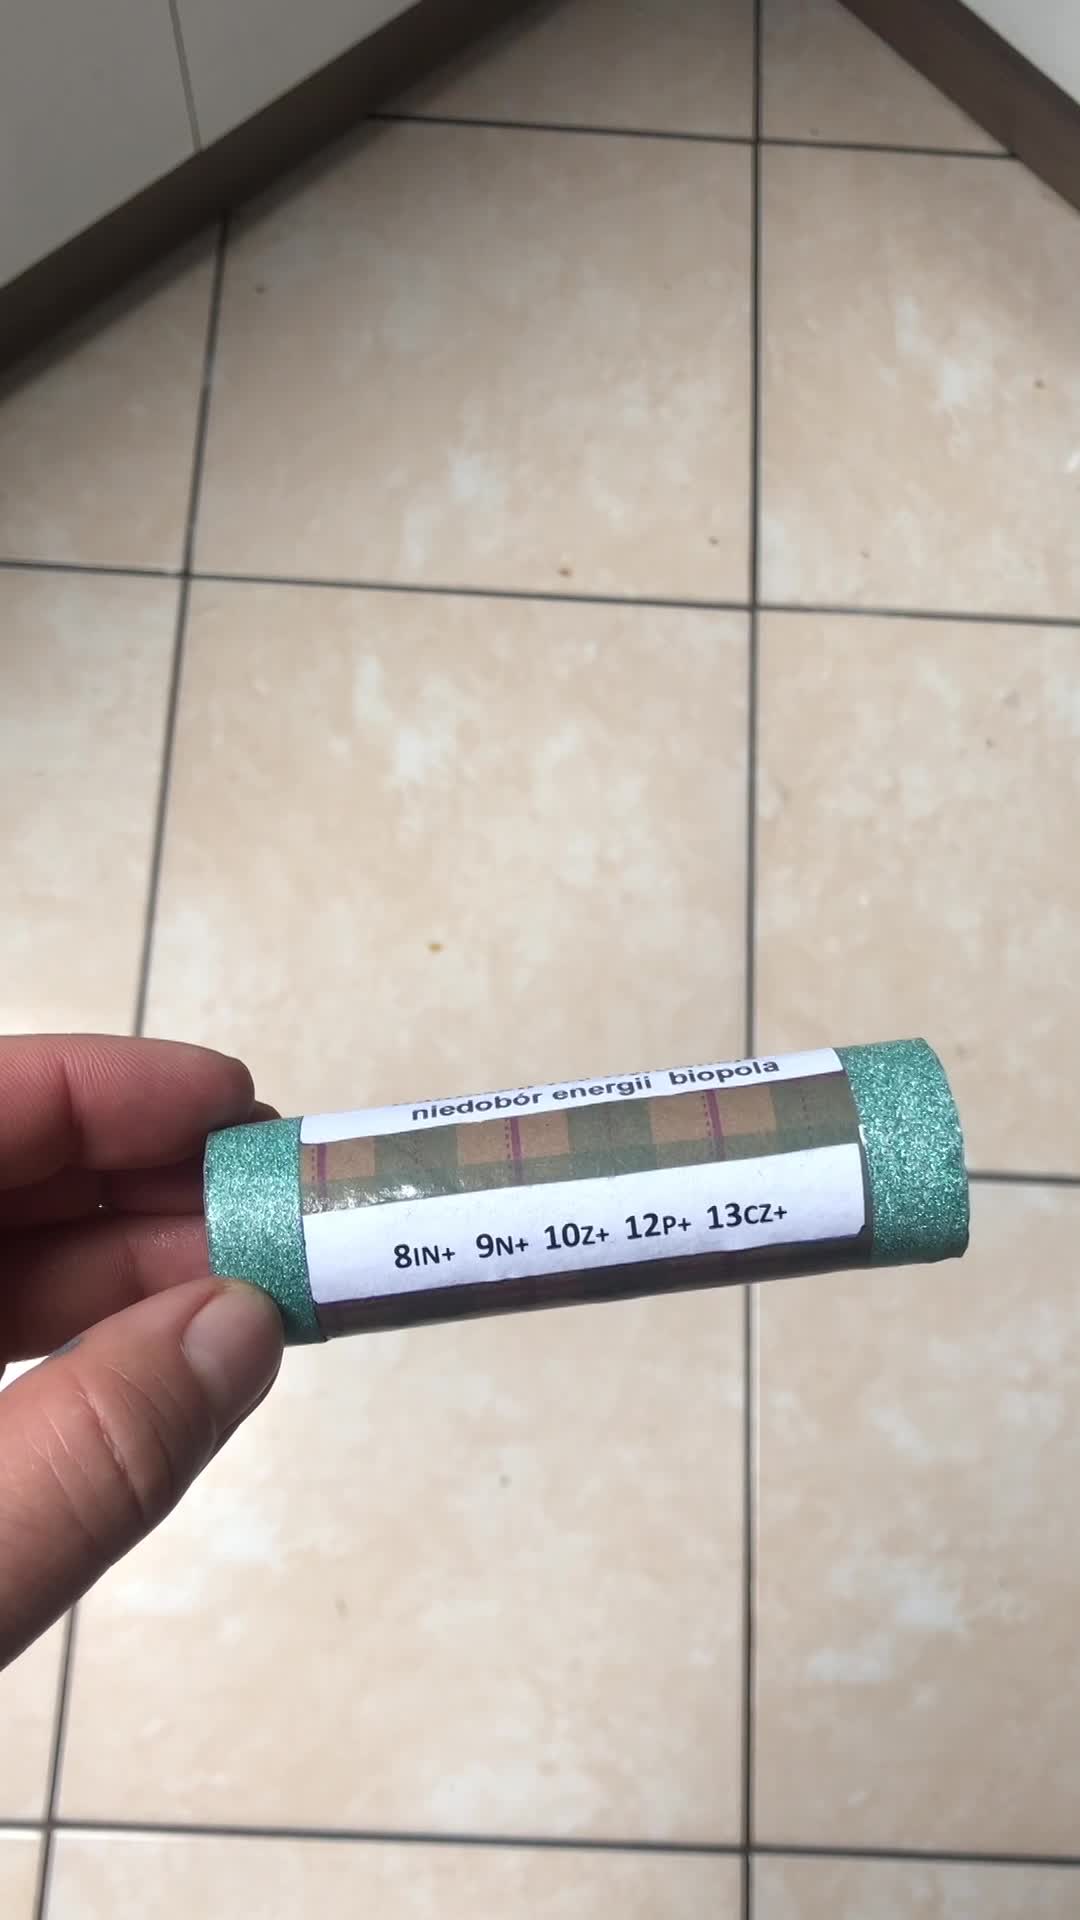 niedobór energii biopola
8IN+ 9N+ 10Z+ 12P+ 13CZ+